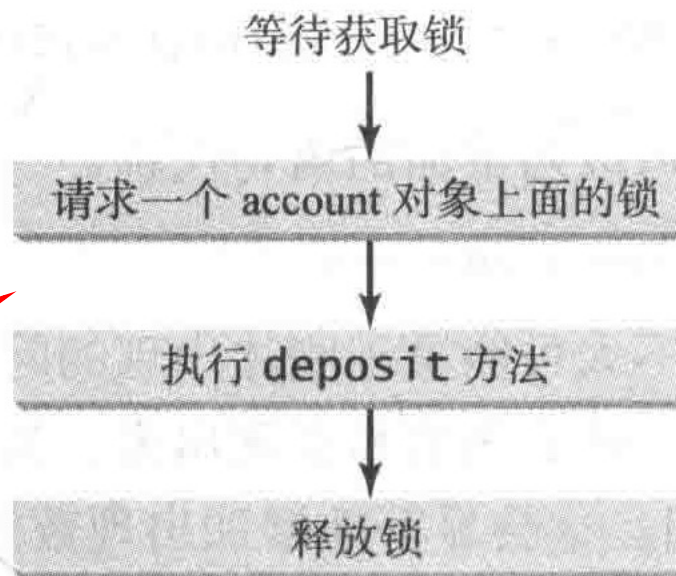 等待获取锁
请求一个 account 对象上面的锁
执行 deposit 方法
释放锁